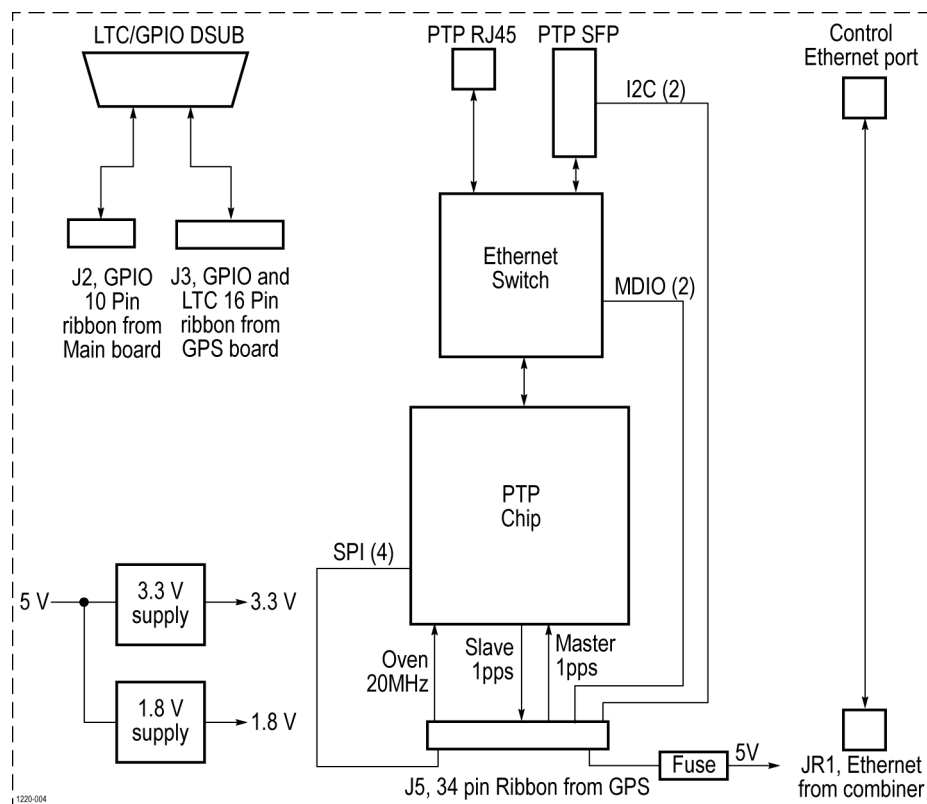 LTC/GPIO DSUB
PTP RJ45
PTP SFP
Control
Ethernet port
I2C (2)
J2, GPIO
10 Pin
ribbon from
Main board
J3, GPIO and
LTC 16 Pin
ribbon from
GPS board
Ethernet
Switch
MDIO (2)
PTP
Chip
SPI (4)
5 V
3.3 V
supply
3.3 V
1.8 V
supply
1.8 V
Oven
20MHz
Slave
1pps
Master
1pps
J5, 34 pin Ribbon from GPS
Fuse
5V
JR1, Ethernet
from combiner
1220-004